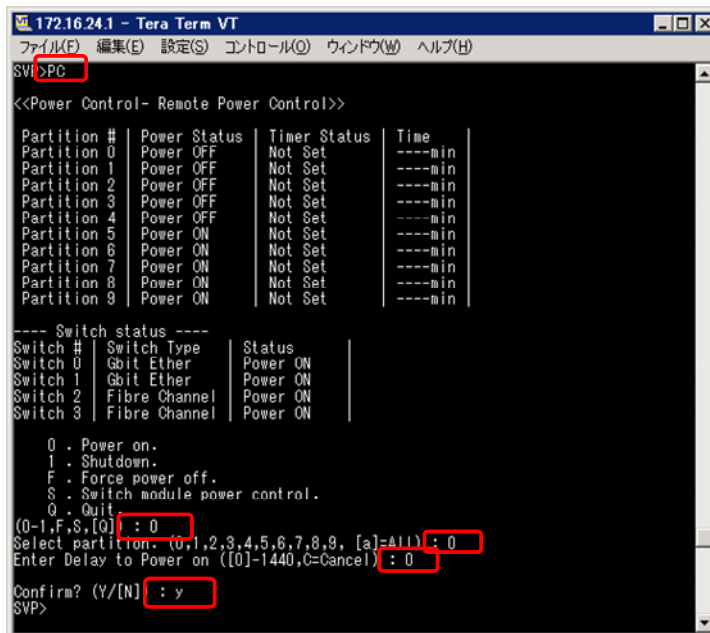 172.16.24.1 - Tera Term VT
ファイル(F) 編集(E) 設定(S) コントロール(O) ウィンドウ(W) ヘルプ(H)
SVP>PC
<<Power Control- Remote Power Control>>
Partition # | Power Status | Timer Status | Time |
Partition 0 | Power OFF | Not Set | ----min |
Partition 1 | Power OFF | Not Set | ----min |
Partition 2 | Power OFF | Not Set | ----min |
Partition 3 | Power OFF | Not Set | ----min |
Partition 4 | Power OFF | Not Set | ----min |
Partition 5 | Power ON | Not Set | ----min |
Partition 6 | Power ON | Not Set | ----min |
Partition 7 | Power ON | Not Set | ----min |
Partition 8 | Power ON | Not Set | ----min |
Partition 9 | Power ON | Not Set | ----min |
---- Switch status ----
Switch # | Switch Type | Status |
Switch 0 | Gbit Ether | Power ON |
Switch 1 | Gbit Ether | Power ON |
Switch 2 | Fibre Channel | Power ON |
Switch 3 | Fibre Channel | Power ON |
0 . Power on.
1 . Shutdown.
F . Force power off.
S . Switch module power control.
Q . Quit.
(0-1,F,S,[Q]) : 0
Select partition. (0,1,2,3,4,5,6,7,8,9, [a]=All) : 0
Enter Delay to Power on ([0]-1440,C=Cancel) : 0
Confirm? (Y/[N]) : y
SVP>